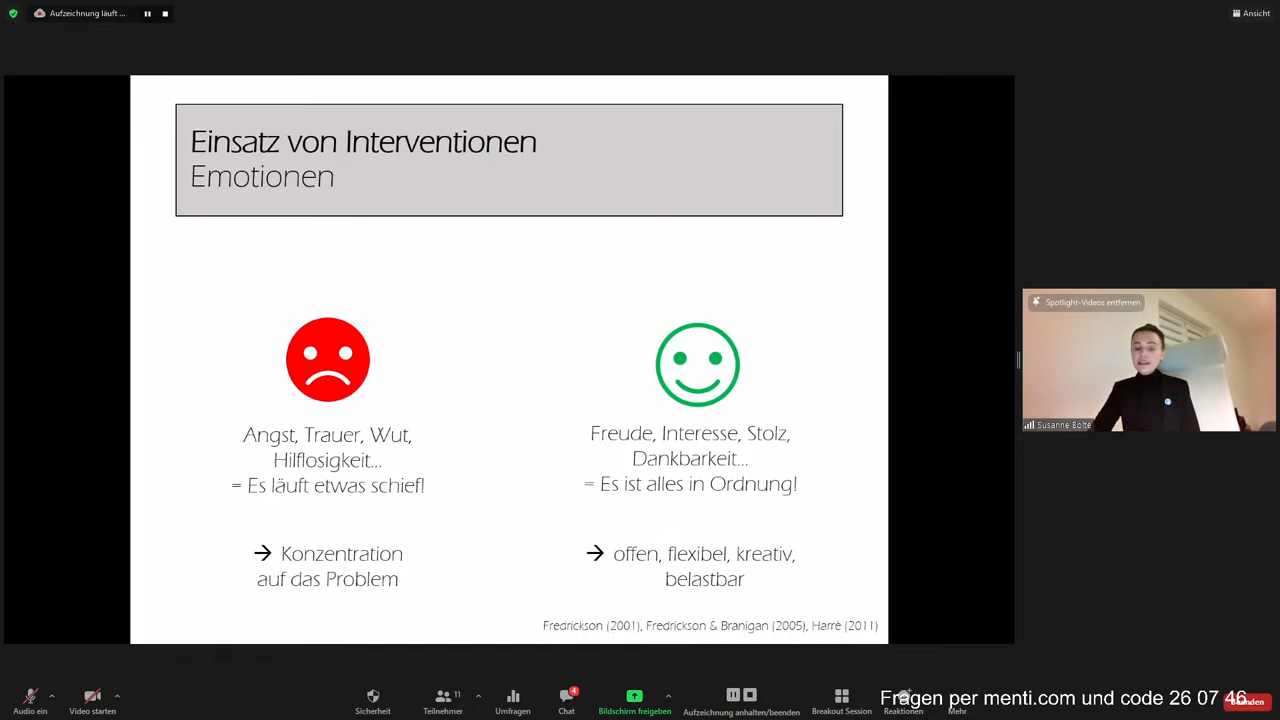 Aufzeichnung läuft ...
Ansicht
Einsatz von Interventionen
Emotionen
Angst, Trauer, Wut,
Hilflosigkeit...
= Es läuft etwas schief!
→ Konzentration
auf das Problem
Freude, Interesse, Stolz,
Dankbarkeit...
= Es ist alles in Ordnung!
→ offen, flexibel, kreativ,
belastbar
Fredrickson (2001), Fredrickson & Branigan (2005), Harrè (2011)
Spotlight-Videos entfernen
Susanne Bolte
Audio ein
Video starten
Sicherheit
Teilnehmer
11
Umfragen
Chat
4
Bildschirm freigeben
Aufzeichnung anhalten/beenden
Breakout Session
Reaktionen
Mehr
Beenden
Fragen per menti.com und code 26 07 46